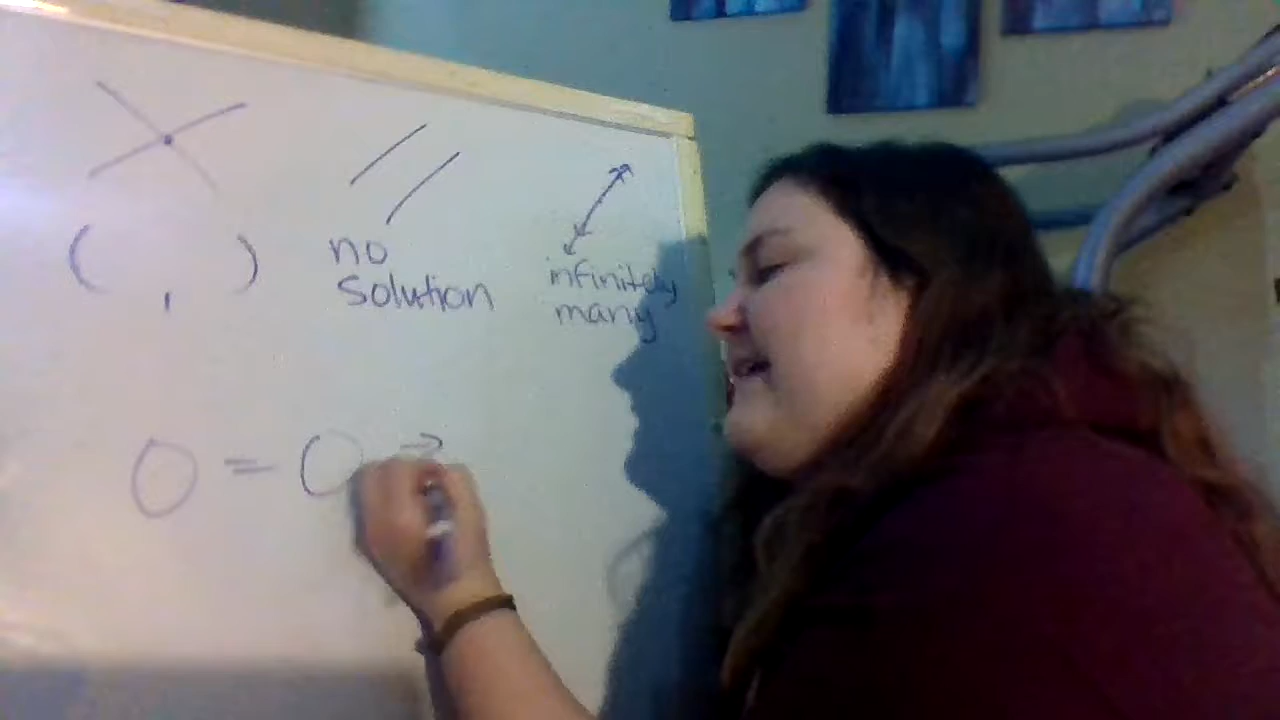 ( , )
no
solution
infinitely
many
0 = 0 →